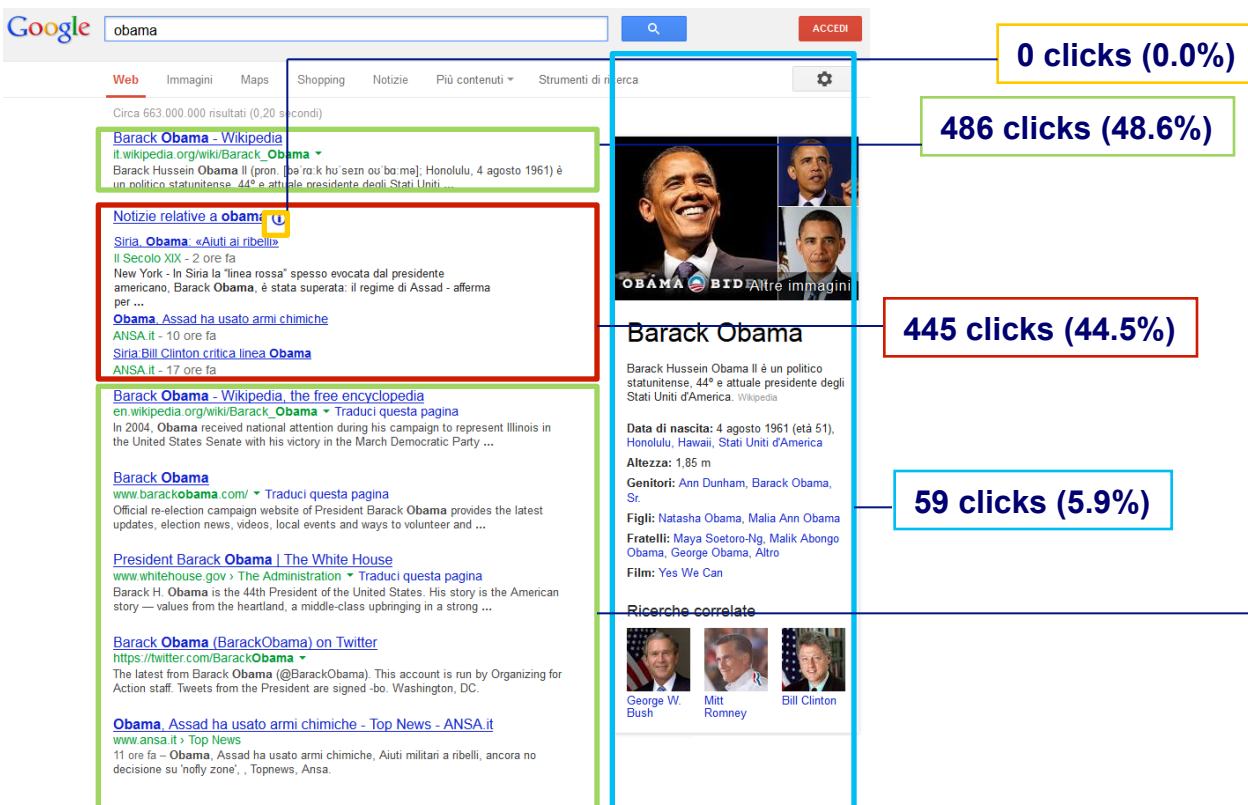 Google
obama
ACCEDI
0 clicks (0.0%)
Web Immagini Maps Shopping Notizie Più contenuti Strumenti di ricerca
Circa 663.000.000 risultati (0,20 secondi)
486 clicks (48.6%)
Barack Obama - Wikipedia
it.wikipedia.org/wiki/Barack_Obama
Barack Hussein Obama II (pron. [bəˈrɑːk huˈseɪn oʊˈbɑːmə]; Honolulu, 4 agosto 1961) è
un politico statunitense, 44º e attuale presidente degli Stati Uniti ...
Notizie relative a obama
Siria, Obama: «Aiuti ai ribelli»
Il Secolo XIX - 2 ore fa
New York - In Siria la "linea rossa" spesso evocata dal presidente
americano, Barack Obama, è stata superata: il regime di Assad - afferma
per ...
Obama, Assad ha usato armi chimiche
ANSA.it - 10 ore fa
Siria:Bill Clinton critica linea Obama
ANSA.it - 17 ore fa
445 clicks (44.5%)
Barack Obama - Wikipedia, the free encyclopedia
en.wikipedia.org/wiki/Barack_Obama Traduci questa pagina
In 2004, Obama received national attention during his campaign to represent Illinois in
the United States Senate with his victory in the March Democratic Party ...
Barack Obama
www.barackobama.com/ Traduci questa pagina
Official re-election campaign website of President Barack Obama provides the latest
updates, election news, videos, local events and ways to volunteer and ...
President Barack Obama | The White House
www.whitehouse.gov › The Administration Traduci questa pagina
Barack H. Obama is the 44th President of the United States. His story is the American
story — values from the heartland, a middle-class upbringing in a strong ...
Barack Obama (BarackObama) on Twitter
https://twitter.com/BarackObama
The latest from Barack Obama (@BarackObama). This account is run by Organizing for
Action staff. Tweets from the President are signed -bo. Washington, DC.
Obama, Assad ha usato armi chimiche - Top News - ANSA.it
www.ansa.it › Top News
11 ore fa – Obama, Assad ha usato armi chimiche, Aiuti militari a ribelli, ancora no
decisione su 'nofly zone', , Topnews, Ansa.
OBAMA BIDEN
Altre immagini
Barack Obama
Barack Hussein Obama II è un politico
statunitense, 44º e attuale presidente degli
Stati Uniti d'America. Wikipedia
Data di nascita: 4 agosto 1961 (età 51),
Honolulu, Hawaii, Stati Uniti d'America
Altezza: 1,85 m
Genitori: Ann Dunham, Barack Obama,
Sr.
Figli: Natasha Obama, Malia Ann Obama
Fratelli: Maya Soetoro-Ng, Malik Abongo
Obama, George Obama, Altro
Film: Yes We Can
59 clicks (5.9%)
Ricerche correlate
George W.
Bush
Mitt
Romney
Bill Clinton